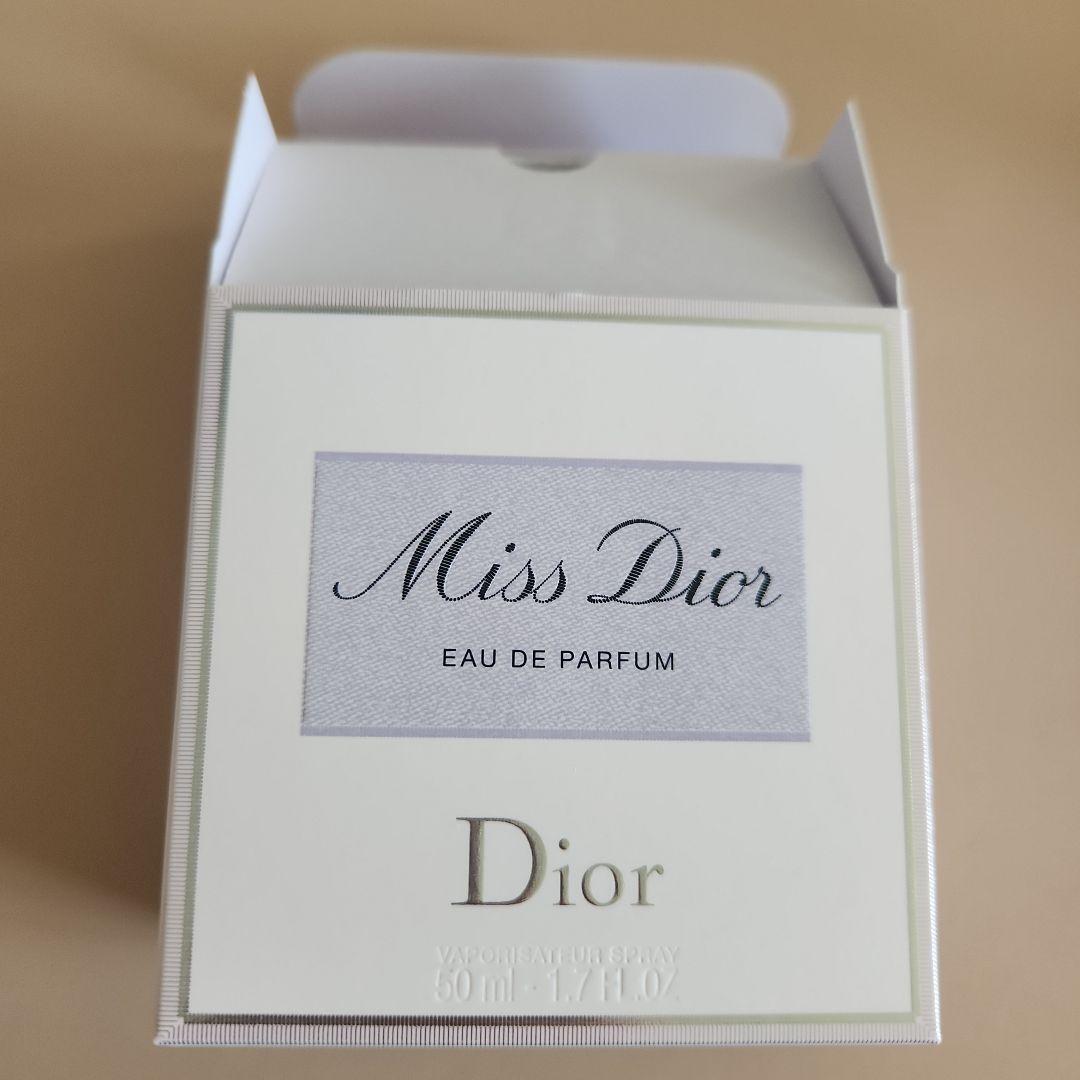 Miss Dior
EAU DE PARFUM
Dior
VAPORISATEUR SPRAY
50 ml · 1.7 Fl.OZ